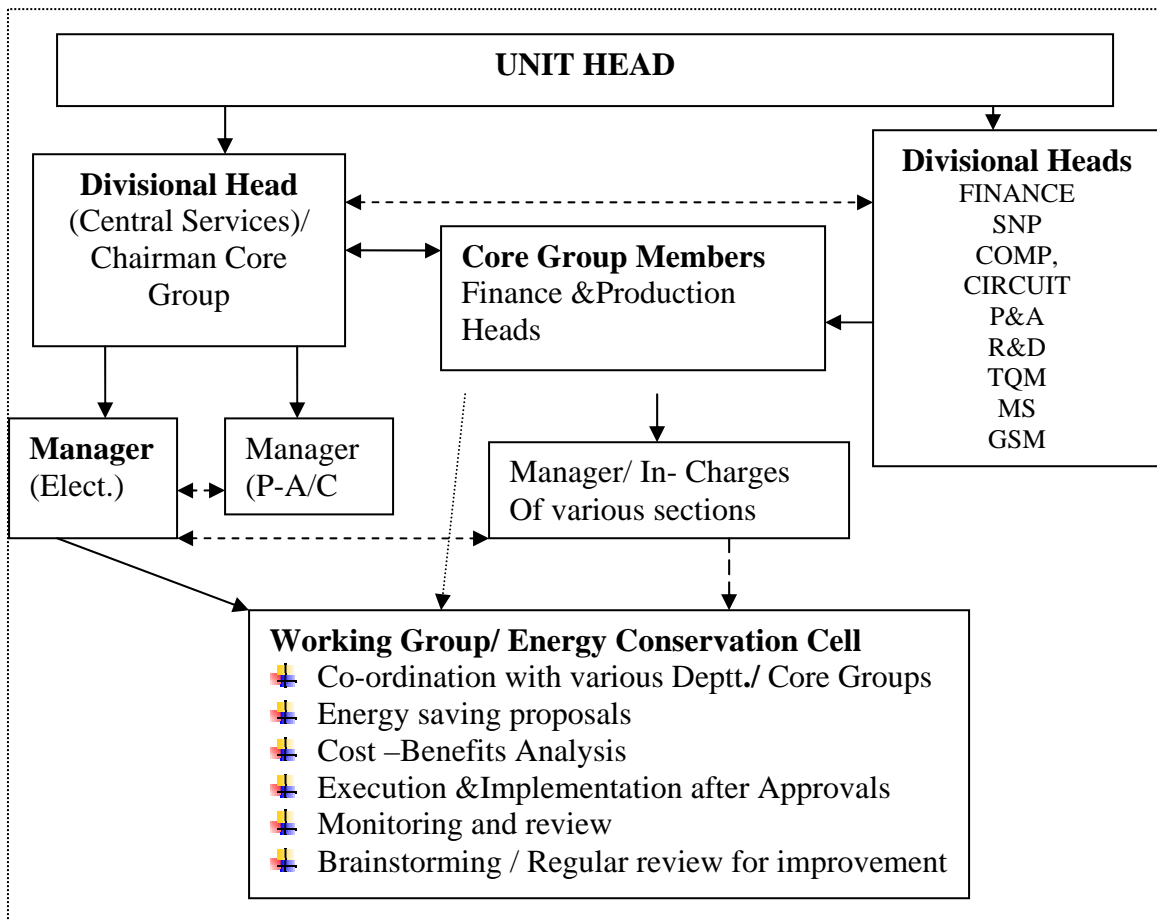 UNIT HEAD
Divisional Head
(Central Services)/
Chairman Core
Group
Core Group Members
Finance &Production
Heads
Divisional Heads
FINANCE
SNP
COMP,
CIRCUIT
P&A
R&D
TQM
MS
GSM
Manager
(Elect.)
Manager
(P-A/C
Manager/ In- Charges
Of various sections
Working Group/ Energy Conservation Cell
Co-ordination with various Deptt./ Core Groups
Energy saving proposals
Cost –Benefits Analysis
Execution &Implementation after Approvals
Monitoring and review
Brainstorming / Regular review for improvement